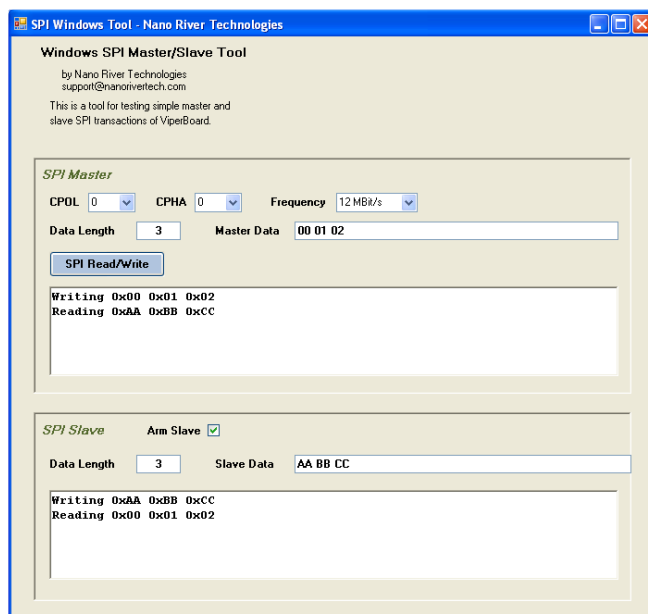 SPI Windows Tool - Nano River Technologies
Windows SPI Master/Slave Tool
by Nano River Technologies
support@nanorivertech.com
This is a tool for testing simple master and
slave SPI transactions of ViperBoard.
SPI Master
CPOL 0 CPHA 0 Frequency 12 MBit/s
Data Length 3 Master Data 00 01 02
SPI Read/Write
Writing 0x00 0x01 0x02
Reading 0xAA 0xBB 0xCC
SPI Slave Arm Slave
Data Length 3 Slave Data AA BB CC
Writing 0xAA 0xBB 0xCC
Reading 0x00 0x01 0x02